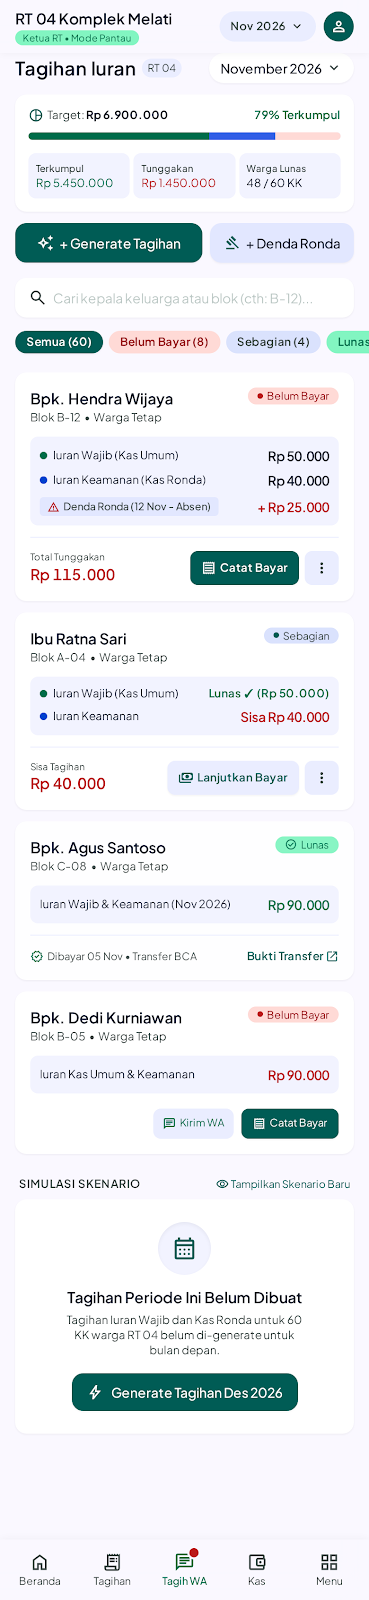 RT 04 Komplek Melati
Ketua RT • Mode Pantau
Nov 2026
Tagihan Iuran
RT 04
November 2026
Target: Rp 6.900.000
79% Terkumpul
Terkumpul
Rp 5.450.000
Tunggakan
Rp 1.450.000
Warga Lunas
48 / 60 KK
+ Generate Tagihan
+ Denda Ronda
Cari kepala keluarga atau blok (cth: B-12)...
Semua (60)
Belum Bayar (8)
Sebagian (4)
Lunas
Bpk. Hendra Wijaya
Belum Bayar
Blok B-12 • Warga Tetap
Iuran Wajib (Kas Umum)
Rp 50.000
Iuran Keamanan (Kas Ronda)
Rp 40.000
Denda Ronda (12 Nov - Absen)
+ Rp 25.000
Total Tunggakan
Rp 115.000
Catat Bayar
Ibu Ratna Sari
Sebagian
Blok A-04 • Warga Tetap
Iuran Wajib (Kas Umum)
Lunas ✓ (Rp 50.000)
Iuran Keamanan
Sisa Rp 40.000
Sisa Tagihan
Rp 40.000
Lanjutkan Bayar
Bpk. Agus Santoso
Lunas
Blok C-08 • Warga Tetap
Iuran Wajib & Keamanan (Nov 2026)
Rp 90.000
Dibayar 05 Nov • Transfer BCA
Bukti Transfer
Bpk. Dedi Kurniawan
Belum Bayar
Blok B-05 • Warga Tetap
Iuran Kas Umum & Keamanan
Rp 90.000
Kirim WA
Catat Bayar
SIMULASI SKENARIO
Tampilkan Skenario Baru
Tagihan Periode Ini Belum Dibuat
Tagihan Iuran Wajib dan Kas Ronda untuk 60
KK warga RT 04 belum di-generate untuk
bulan depan.
Generate Tagihan Des 2026
Beranda
Tagihan
Tagih WA
Kas
Menu